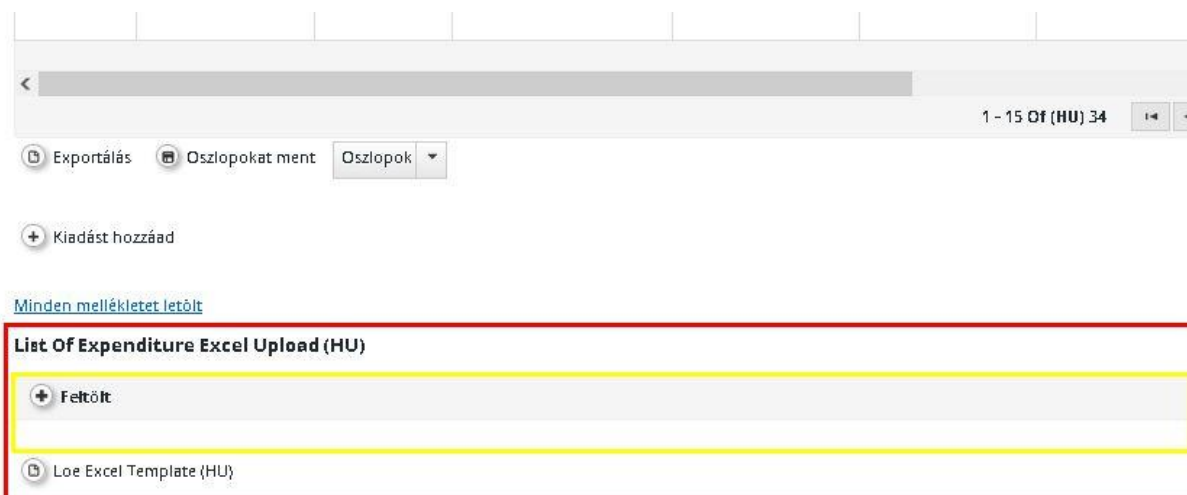 1 - 15 Of (HU) 34
Exportálás Oszlopokat ment Oszlopok
Kiadást hozzáad
Minden mellékletet letölt
List Of Expenditure Excel Upload (HU)
Feltölt
Loe Excel Template (HU)